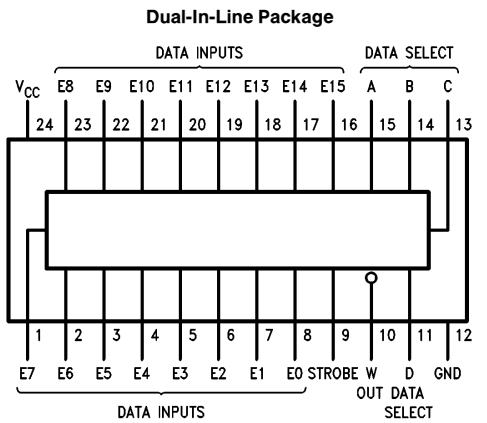 Dual-In-Line Package
DATA INPUTS DATA SELECT
VCC E8 E9 E10 E11 E12 E13 E14 E15 A B C
24 23 22 21 20 19 18 17 16 15 14 13
1 2 3 4 5 6 7 8 9 10 11 12
E7 E6 E5 E4 E3 E2 E1 E0 STROBE W D GND
OUT DATA
DATA INPUTS SELECT